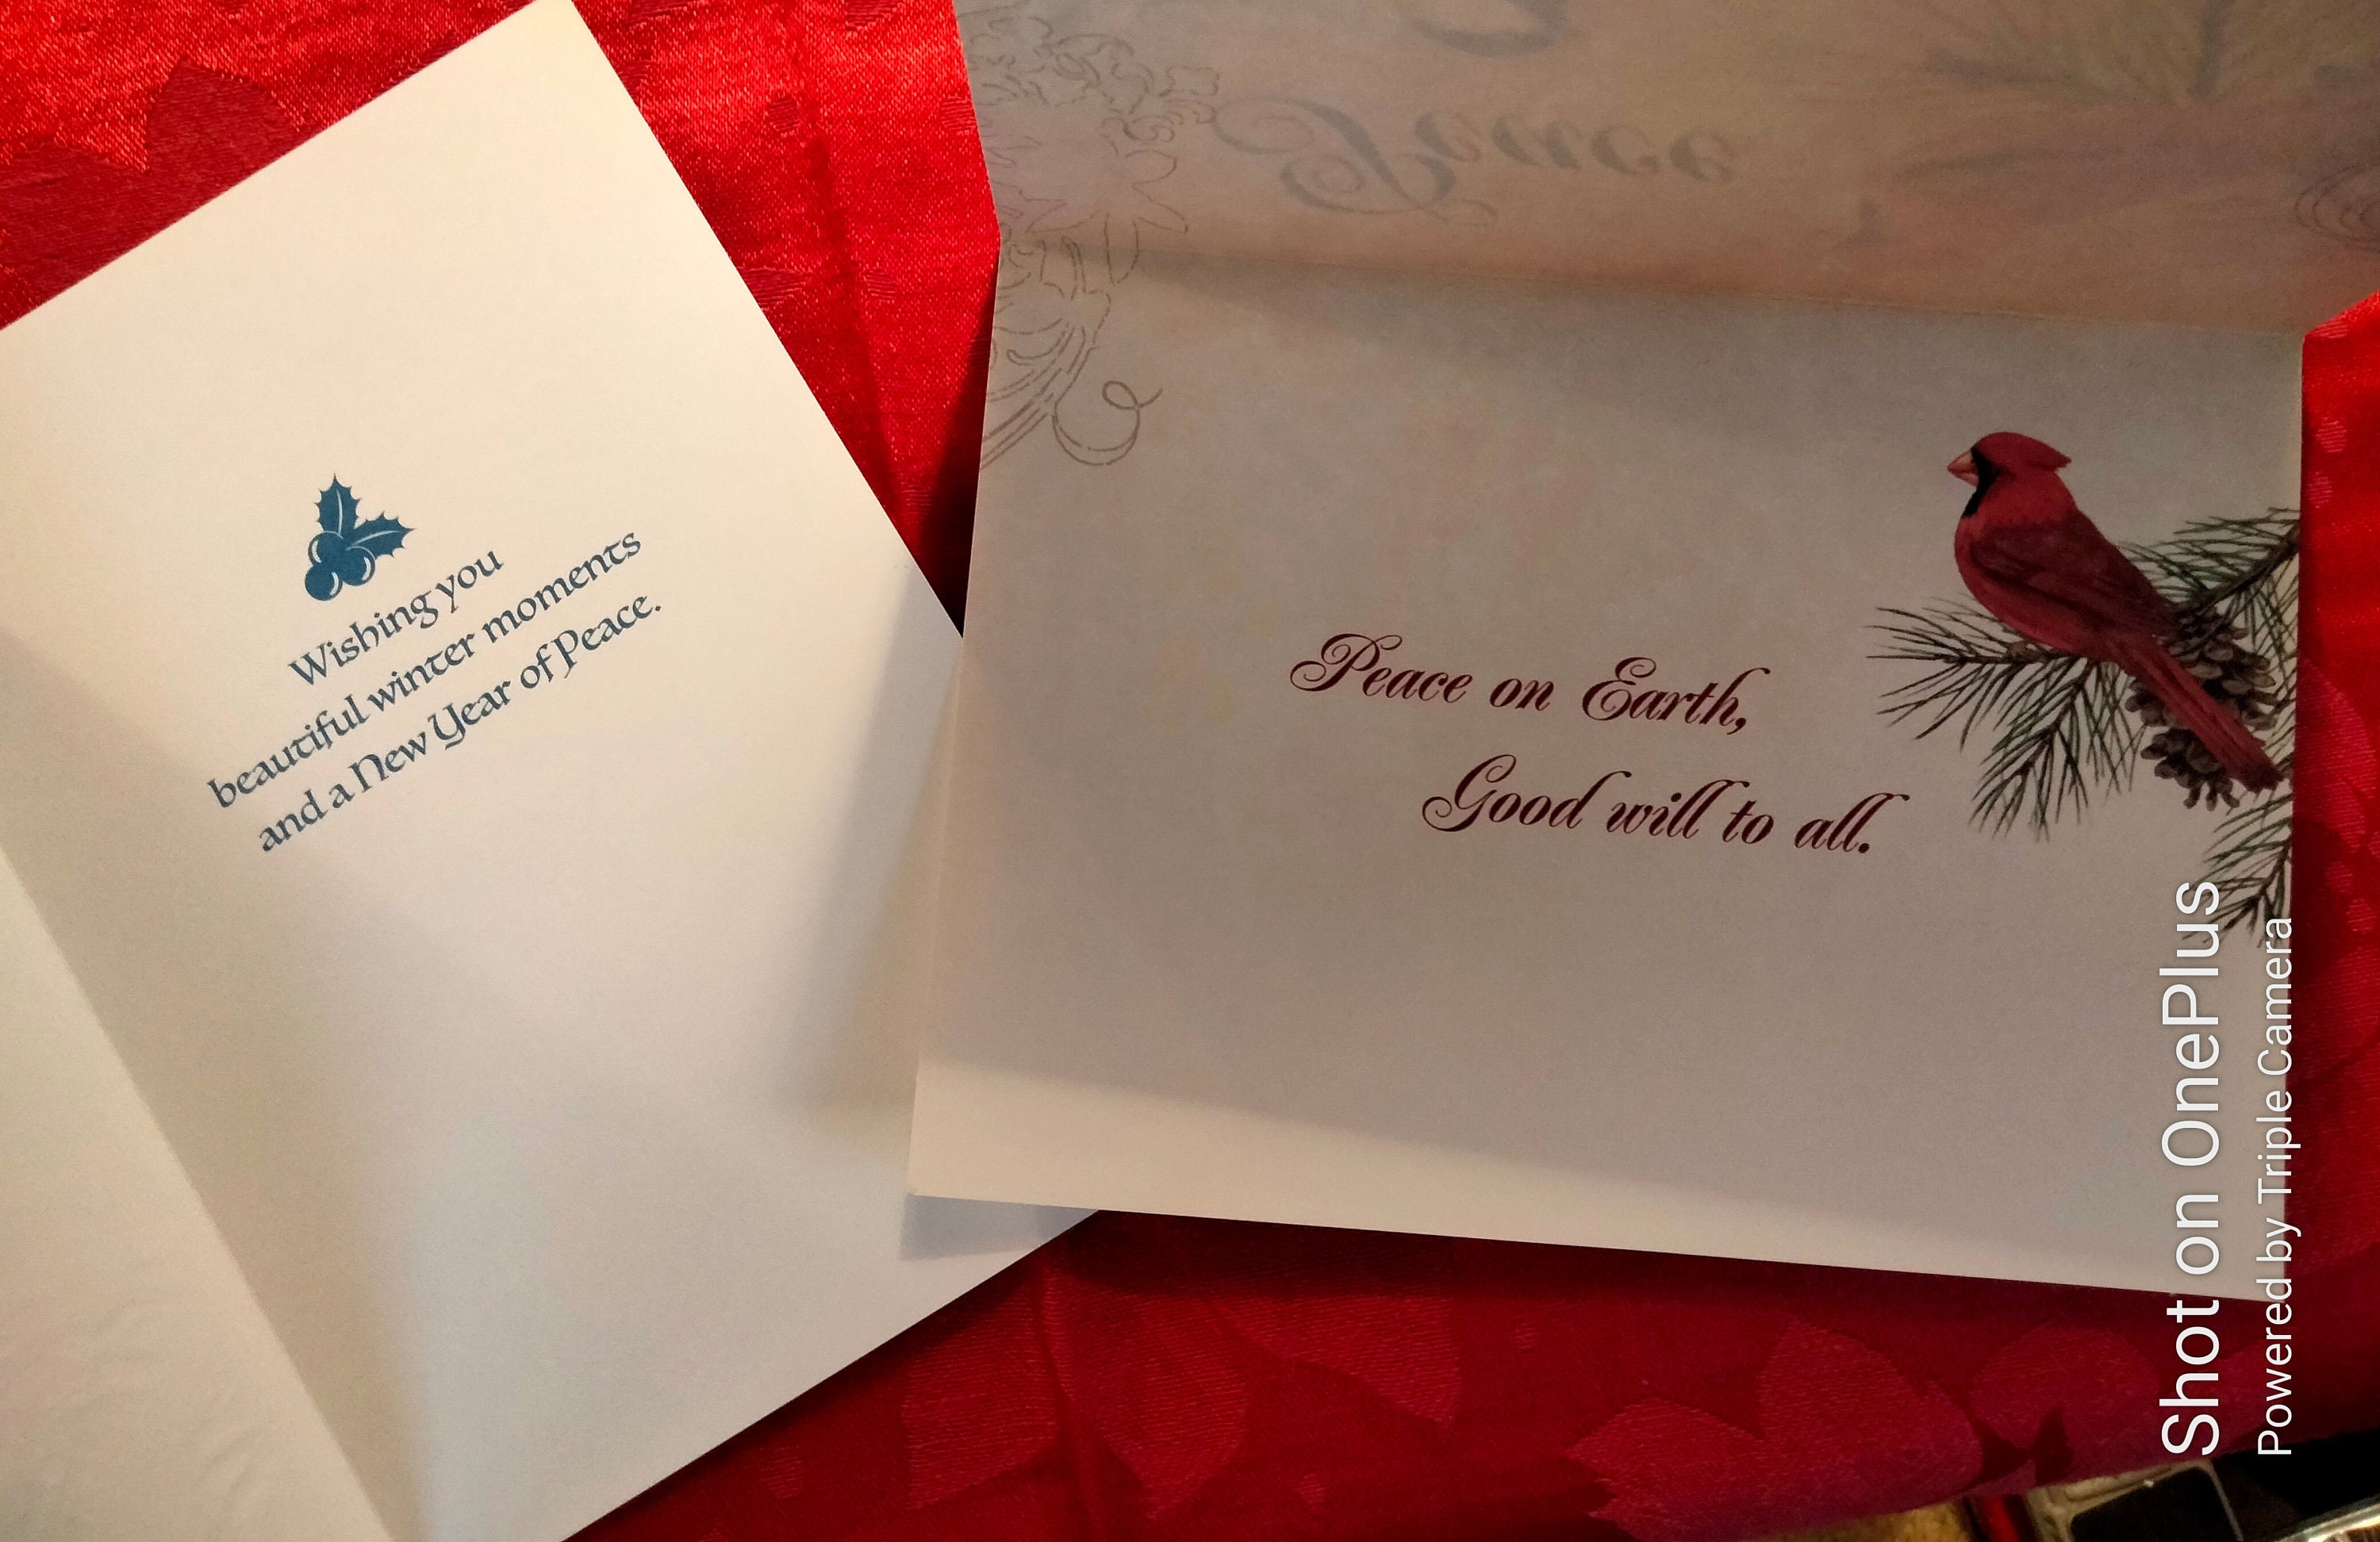 Wishing you
beautiful winter moments
and a New Year of Peace.
Peace
Peace on Earth,
Good will to all.
Shot on OnePlus
Powered by Triple Camera